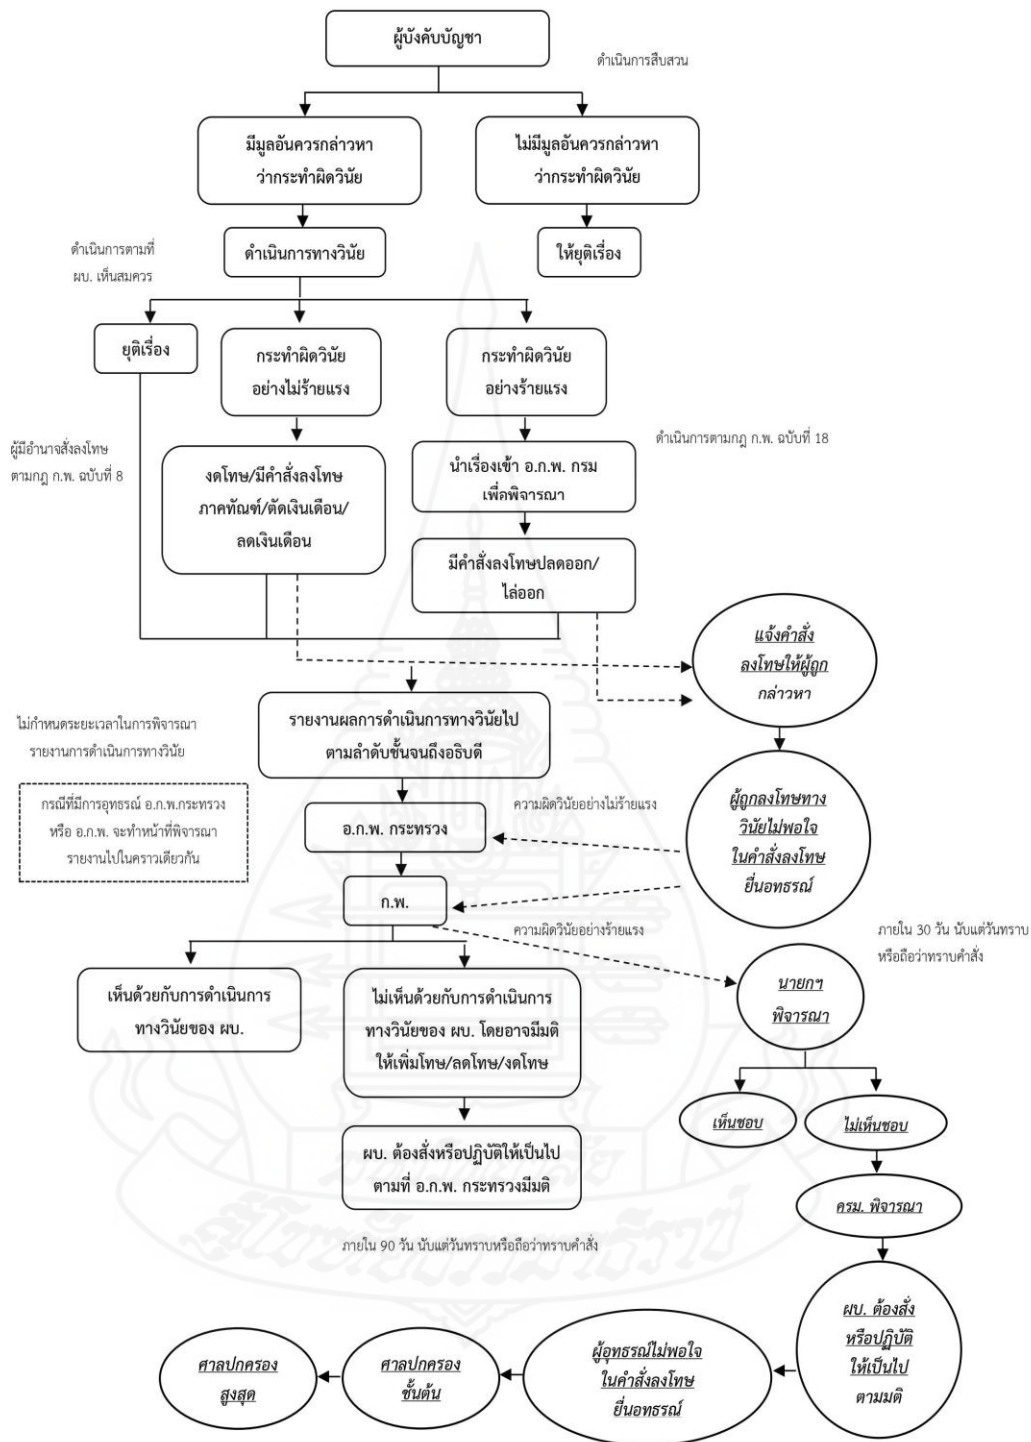 ผู้บังคับบัญชา
ดำเนินการสืบสวน
มีมูลอันควรกล่าวหา
ว่ากระทำผิดวินัย
ไม่มีมูลอันควรกล่าวหา
ว่ากระทำผิดวินัย
ดำเนินการทางวินัย
ให้ยุติเรื่อง
ดำเนินการตามที่
ผบ. เห็นสมควร
ยุติเรื่อง
กระทำผิดวินัย
อย่างไม่ร้ายแรง
กระทำผิดวินัย
อย่างร้ายแรง
ผู้มีอำนาจสั่งลงโทษ
ตามกฎ ก.พ. ฉบับที่ 8
ดำเนินการตามกฎ ก.พ. ฉบับที่ 18
งดโทษ/มีคำสั่งลงโทษ
ภาคทัณฑ์/ตัดเงินเดือน/
ลดเงินเดือน
นำเรื่องเข้า อ.ก.พ. กรม
เพื่อพิจารณา
มีคำสั่งลงโทษปลดออก/
ไล่ออก
แจ้งคำสั่ง
ลงโทษให้ผู้ถูก
กล่าวหา
ไม่กำหนดระยะเวลาในการพิจารณา
รายงานการดำเนินการทางวินัย
รายงานผลการดำเนินการทางวินัยไป
ตามลำดับชั้นจนถึงอธิบดี
กรณีที่มีการอุทธรณ์ อ.ก.พ.กระทรวง
หรือ อ.ก.พ. จะทำหน้าที่พิจารณา
รายงานไปในคราวเดียวกัน
อ.ก.พ. กระทรวง
ความผิดวินัยอย่างไม่ร้ายแรง
ผู้ถูกลงโทษทาง
วินัยไม่พอใจ
ในคำสั่งลงโทษ
ยื่นอทธรณ์
ก.พ.
ความผิดวินัยอย่างร้ายแรง
ภายใน 30 วัน นับแต่วันทราบ
หรือถือว่าทราบคำสั่ง
เห็นด้วยกับการดำเนินการ
ทางวินัยของ ผบ.
ไม่เห็นด้วยกับการดำเนินการ
ทางวินัยของ ผบ. โดยอาจมีมติ
ให้เพิ่มโทษ/ลดโทษ/งดโทษ
นายกฯ
พิจารณา
เห็นชอบ
ไม่เห็นชอบ
ผบ. ต้องสั่งหรือปฏิบัติให้เป็นไป
ตามที่ อ.ก.พ. กระทรวงมีมติ
ครม. พิจารณา
ภายใน 90 วัน นับแต่วันทราบหรือถือว่าทราบคำสั่ง
ผบ. ต้องสั่ง
หรือปฏิบัติ
ให้เป็นไป
ตามมติ
ผู้อุทธรณ์ไม่พอใจ
ในคำสั่งลงโทษ
ยื่นอทธรณ์
ศาลปกครอง
ชั้นต้น
ศาลปกครอง
สูงสุด